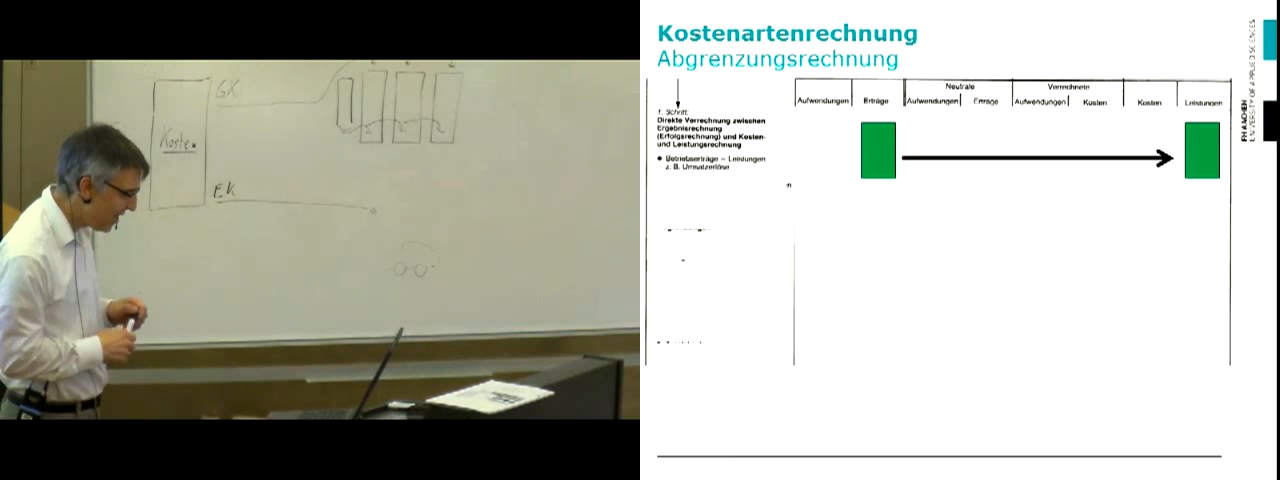 GK
Kosten
EK
Kostenartenrechnung
Abgrenzungsrechnung
Neutrale
Verrechnete
Aufwendungen
Erträge
Aufwendungen
Erträge
Aufwendungen
Kosten
Kosten
Leistungen
1. Schritt:
Direkte Verrechnung zwischen
Ergebnisrechnung
(Erfolgsrechnung) und Kosten-
und Leistungsrechnung
• Betriebserträge – Leistungen
z. B. Umsatzerlöse
FH AACHEN
UNIVERSITY OF APPLIED SCIENCES